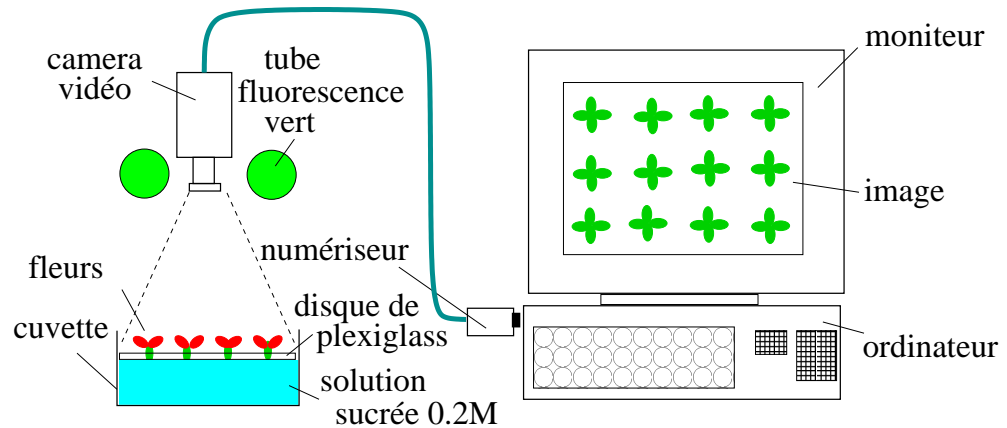 camera
vidéo
tube
fluorescence
vert
moniteur
image
numériseur
fleurs
disque de
plexiglass
cuvette
ordinateur
solution
sucrée 0.2M